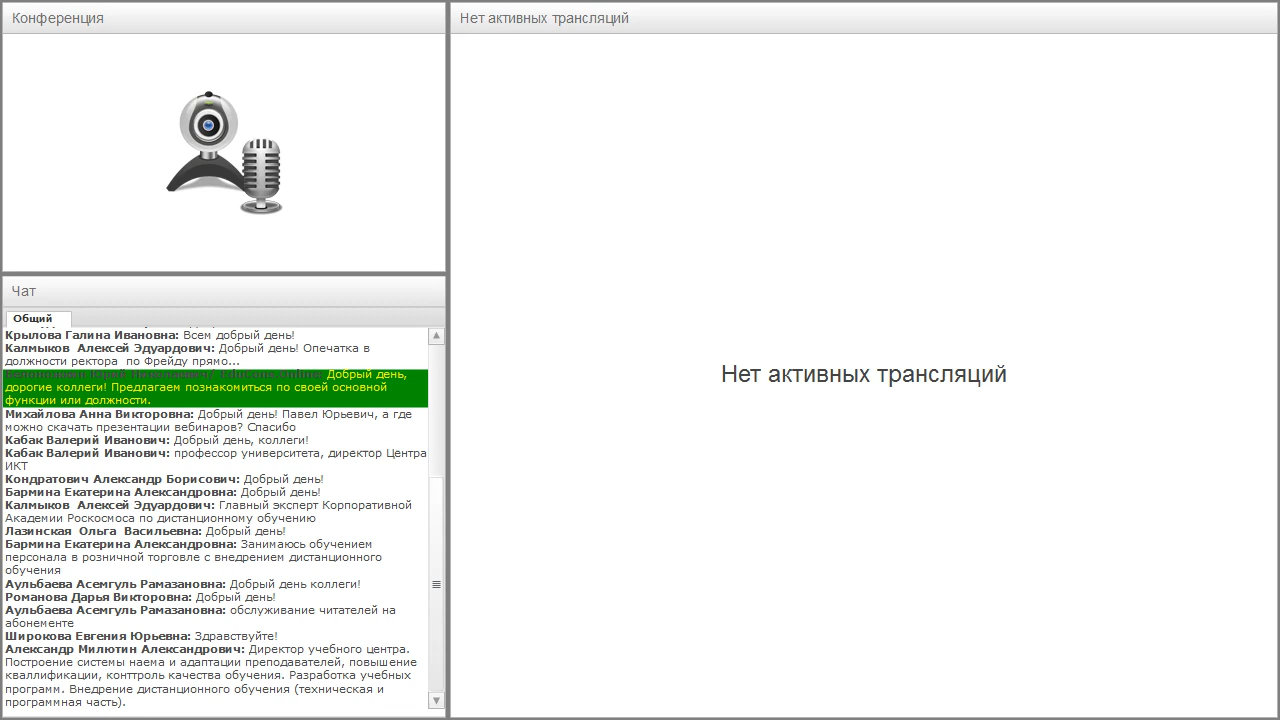 Конференция
Нет активных трансляций
Чат
Общий
Крылова Галина Ивановна: Всем добрый день!
Калмыков Алексей Эдуардович: Добрый день! Опечатка в
должности ректора по Фрейду прямо...
Добрый день,
дорогие коллеги! Предлагаем познакомиться по своей основной
функции или должности.
Михайлова Анна Викторовна: Добрый день! Павел Юрьевич, а где
можно скачать презентации вебинаров? Спасибо
Кабак Валерий Иванович: Добрый день, коллеги!
Кабак Валерий Иванович: профессор университета, директор Центра
ИКТ
Кондратович Александр Борисович: Добрый день!
Бармина Екатерина Александровна: Добрый день!
Калмыков Алексей Эдуардович: Главный эксперт Корпоративной
Академии Роскосмоса по дистанционному обучению
Лазинская Ольга Васильевна: Добрый день!
Бармина Екатерина Александровна: Занимаюсь обучением
персонала в розничной торговле с внедрением дистанционного
обучения
Аульбаева Асемгуль Рамазановна: Добрый день коллеги!
Романова Дарья Викторовна: Добрый день!
Аульбаева Асемгуль Рамазановна: обслуживание читателей на
абонементе
Широкова Евгения Юрьевна: Здравствуйте!
Александр Милютин Александрович: Директор учебного центра.
Построение системы наема и адаптации преподавателей, повышение
кваллификации, контроль качества обучения. Разработка учебных
программ. Внедрение дистанционного обучения (техническая и
программная часть).
Нет активных трансляций